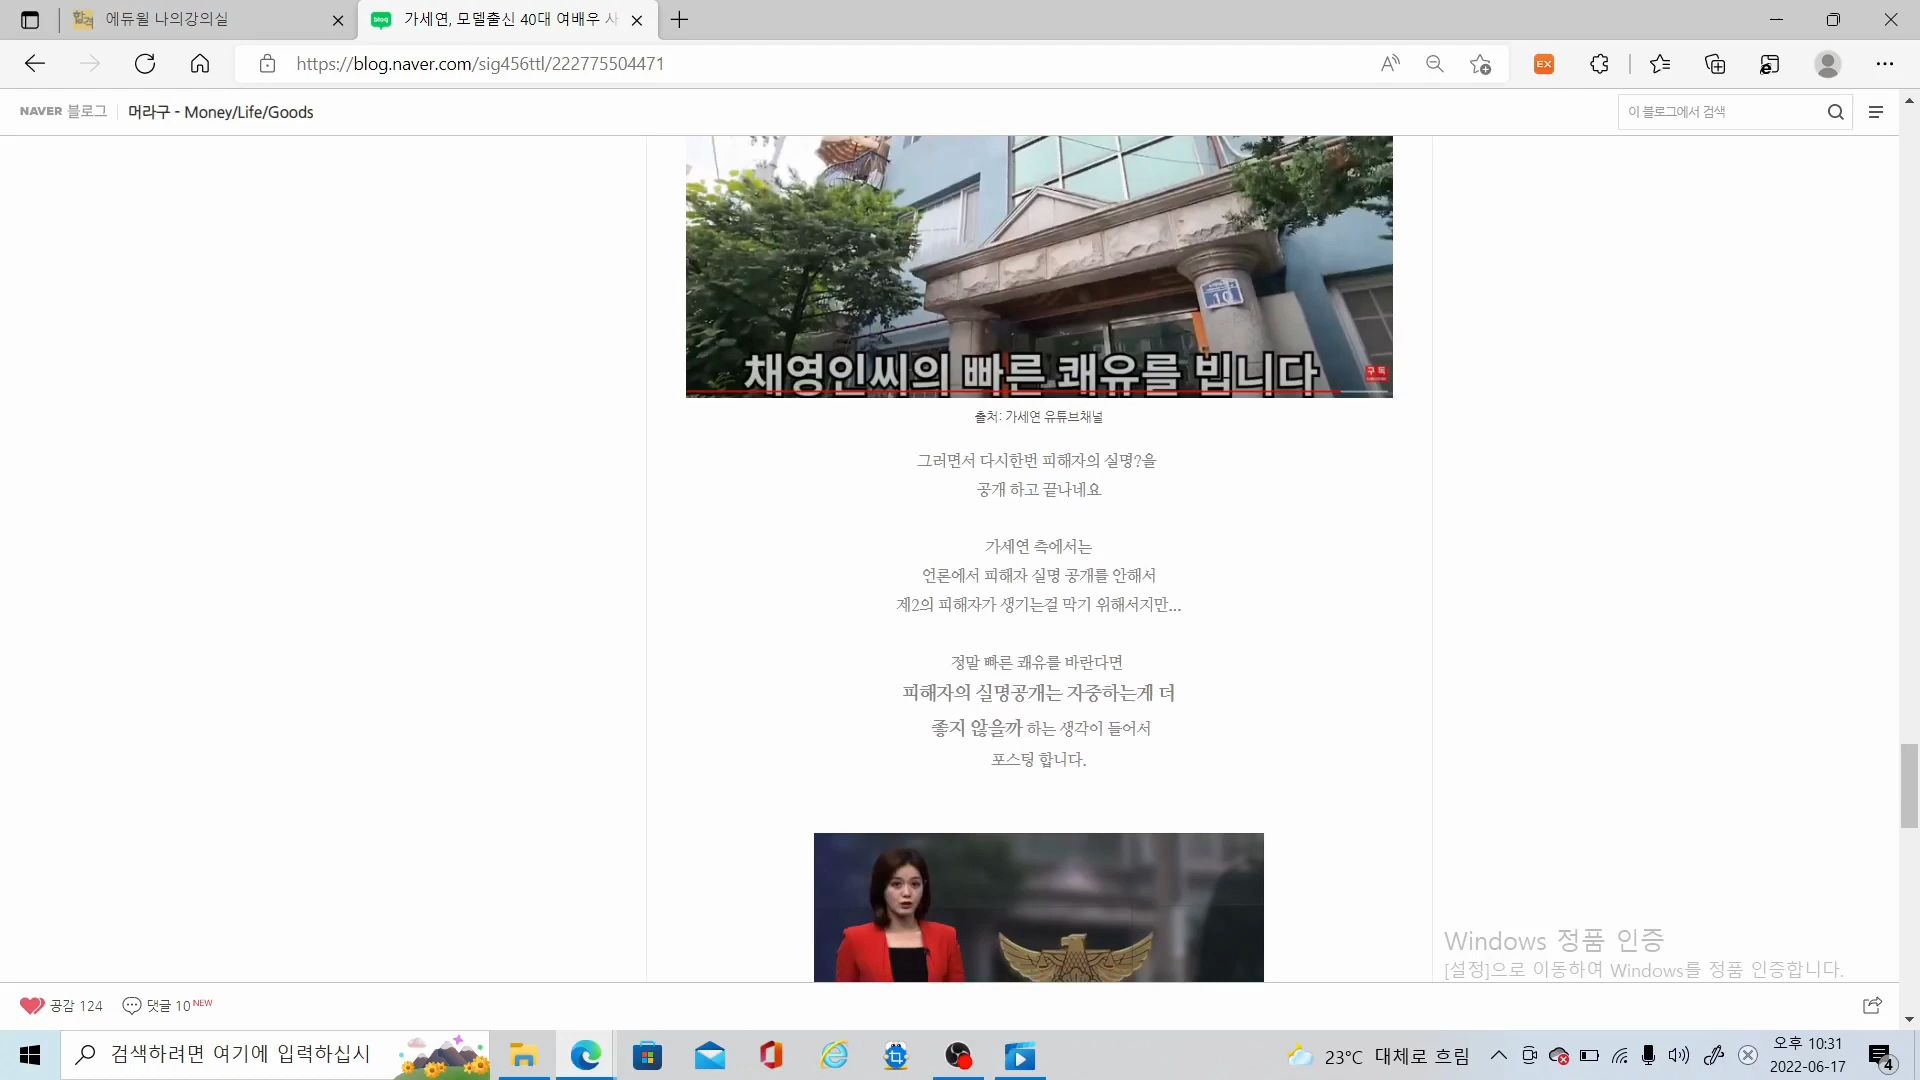 에듀윌 나의강의실
blog
가세연, 모델출신 40대 여배우 사
https://blog.naver.com/sig456ttl/222775504471
EX
NAVER 블로그
머라구 - Money/Life/Goods
이 블로그에서 검색
10
채영인씨의 빠른 쾌유를 빕니다
구독
출처: 가세연 유튜브채널
그러면서 다시한번 피해자의 실명?을
공개 하고 끝나네요
가세연 측에서는
언론에서 피해자 실명 공개를 안해서
제2의 피해자가 생기는걸 막기 위해서지만...
정말 빠른 쾌유를 바란다면
피해자의 실명공개는 자중하는게 더
좋지 않을까 하는 생각이 들어서
포스팅 합니다.
Windows 정품 인증
[설정]으로 이동하여 Windows를 정품 인증합니다.
공감 124
댓글 10 NEW
검색하려면 여기에 입력하십시
23°C 대체로 흐림
오후 10:31
2022-06-17
4